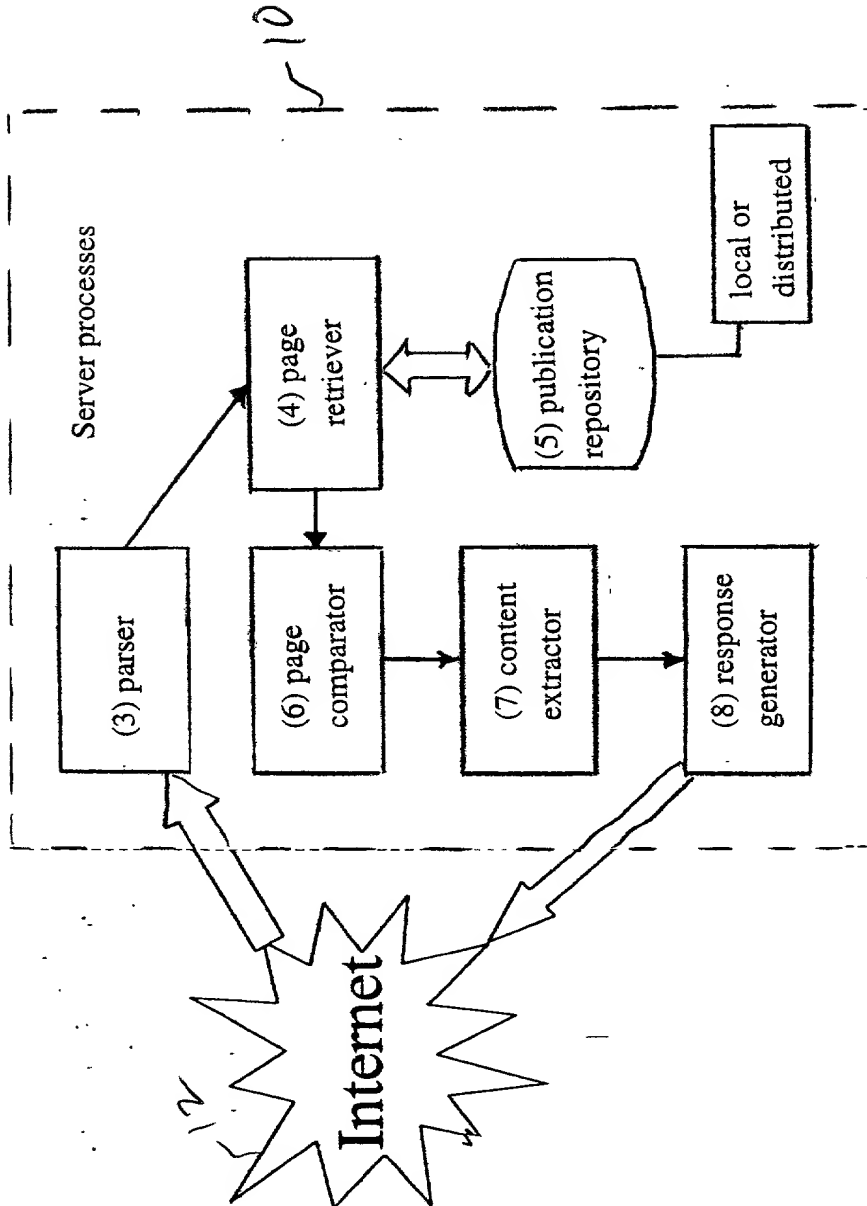 10
Server processes
(3) parser
(4) page
retriever
(6) page
comparator
(5) publication
repository
(7) content
extractor
local or
distributed
(8) response
generator
Internet
12